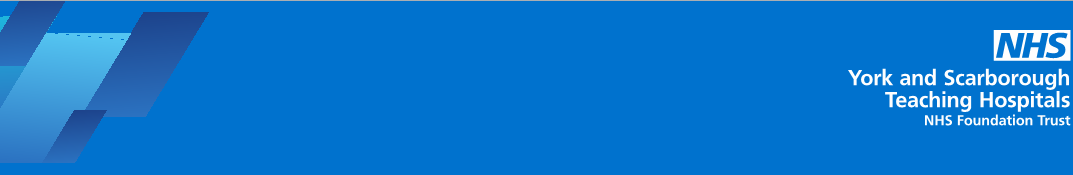 NHS
York and Scarborough
Teaching Hospitals
NHS Foundation Trust